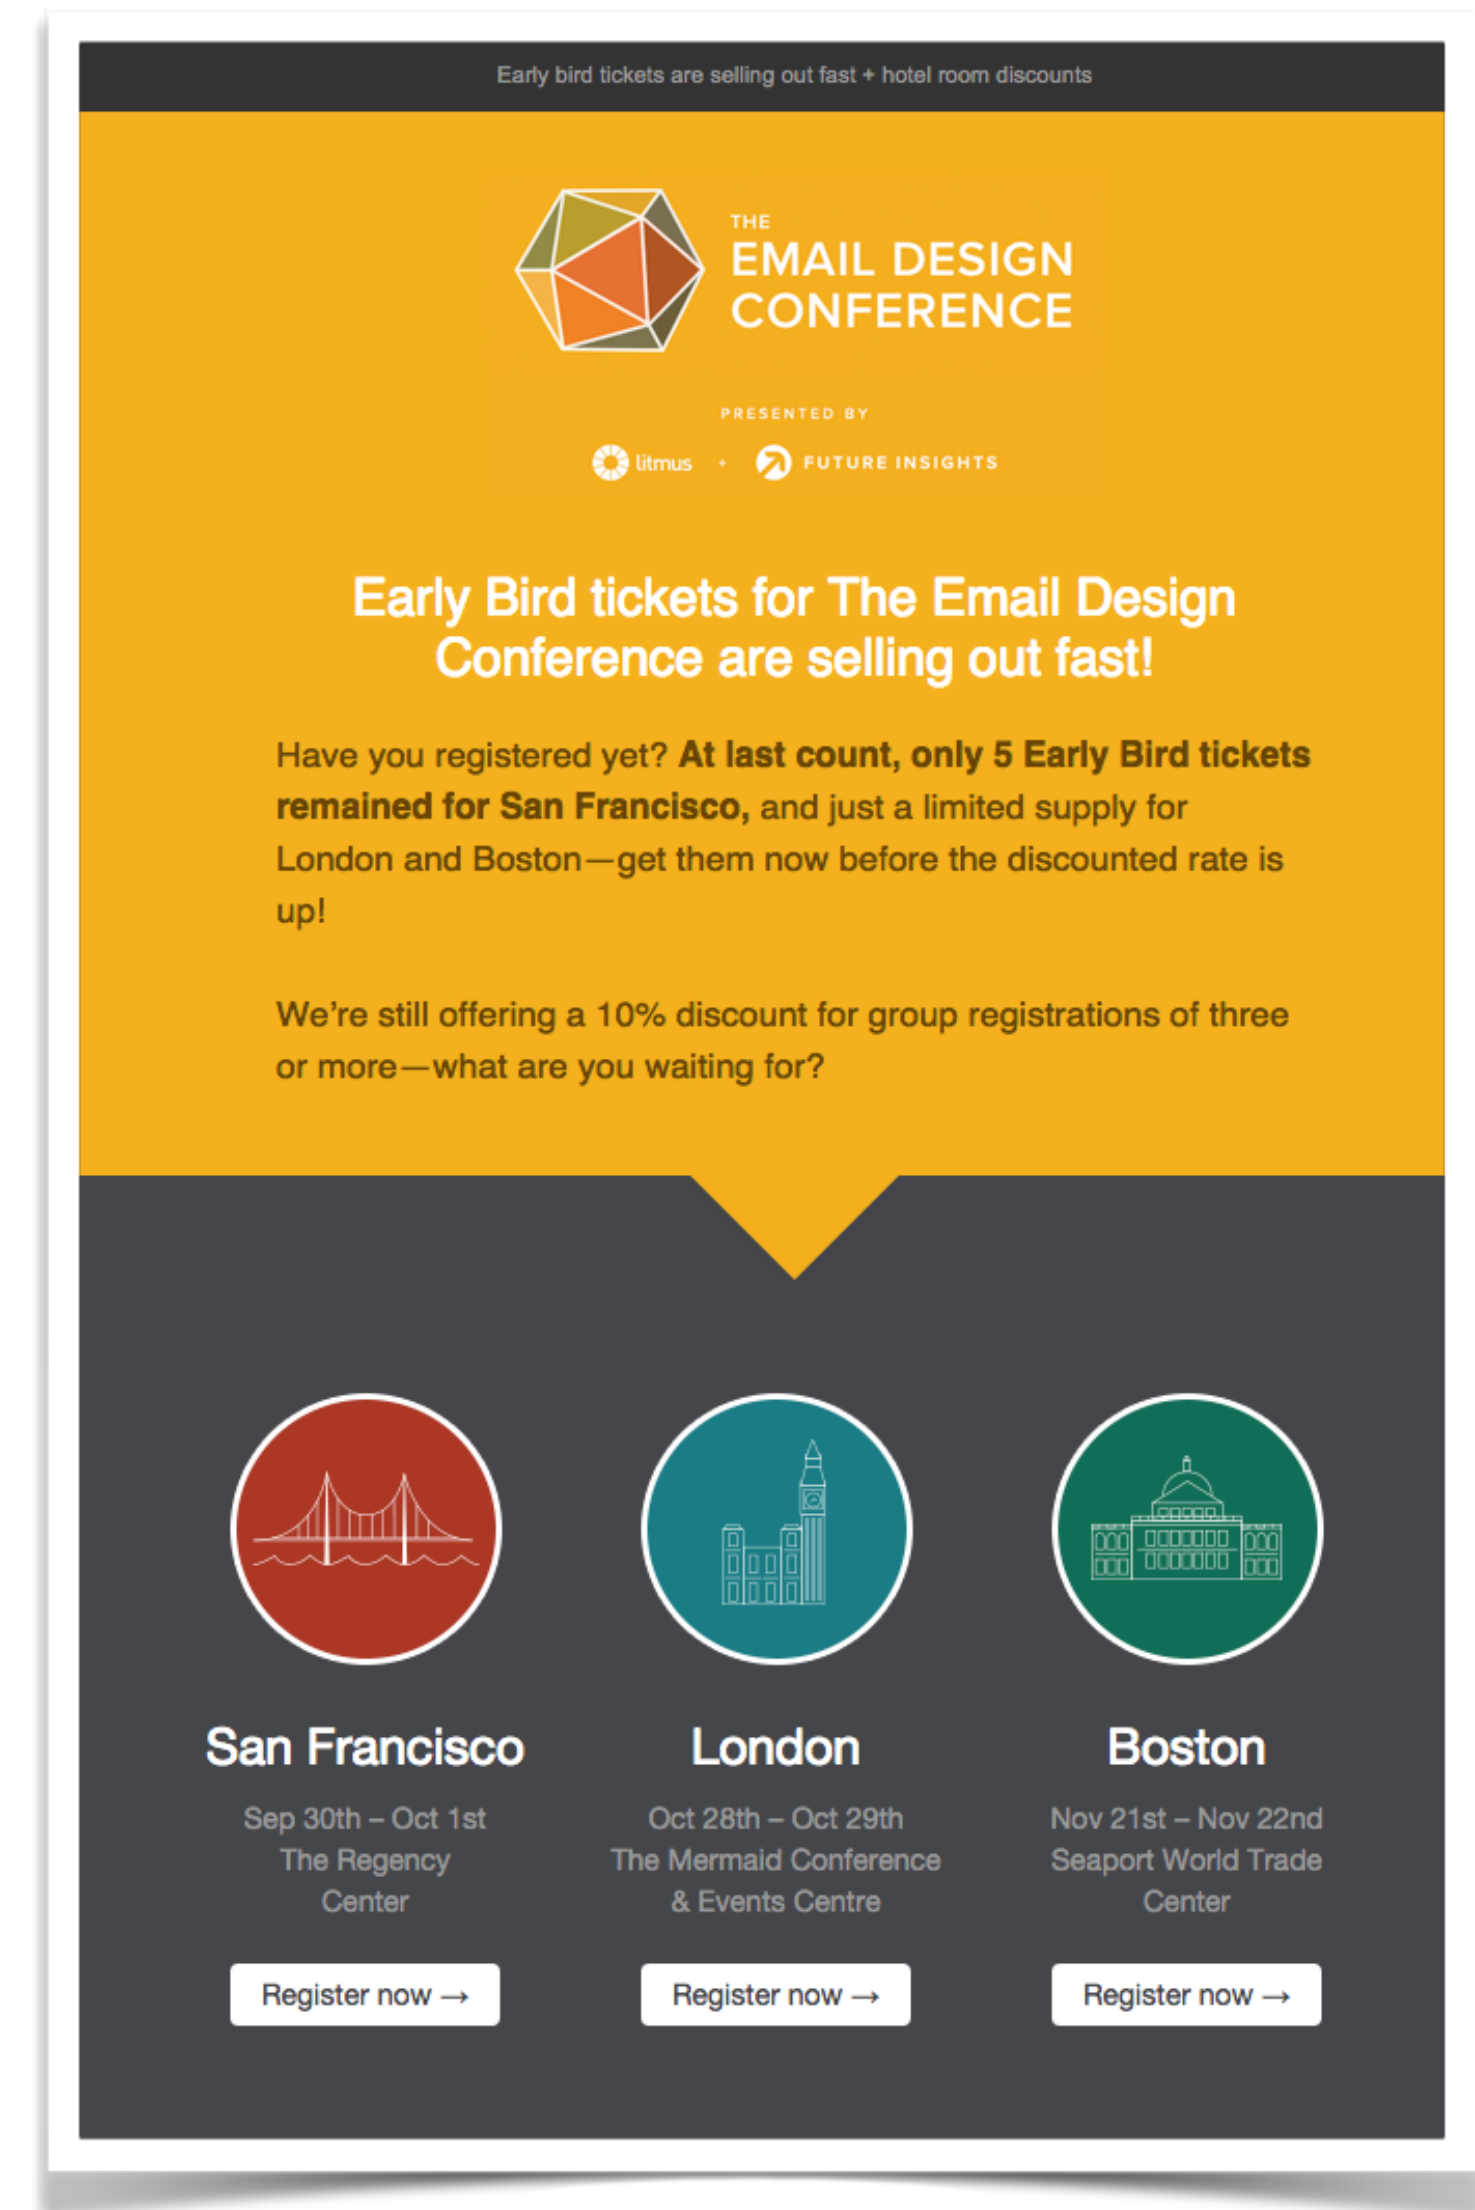 Early bird tickets are selling out fast + hotel room discounts
THE
EMAIL DESIGN
CONFERENCE
PRESENTED BY
litmus + FUTURE INSIGHTS
Early Bird tickets for The Email Design
Conference are selling out fast!
Have you registered yet? At last count, only 5 Early Bird tickets
remained for San Francisco, and just a limited supply for
London and Boston—get them now before the discounted rate is
up!
We’re still offering a 10% discount for group registrations of three
or more—what are you waiting for?
San Francisco
Sep 30th – Oct 1st
The Regency
Center
Register now →
London
Oct 28th – Oct 29th
The Mermaid Conference
& Events Centre
Register now →
Boston
Nov 21st – Nov 22nd
Seaport World Trade
Center
Register now →